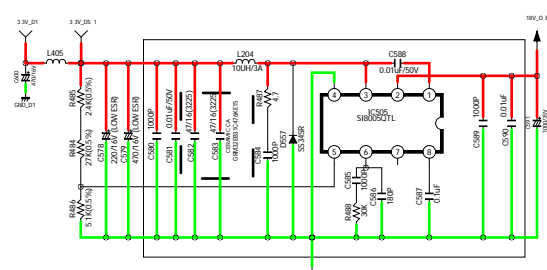 3 3V_D1
3 3V_DS 1
18V_O
L405
470/16V
GND_D1
R485
2.4K(0.5%)
R484
27K(0.5%)
R486
5.1K(0.5%)
C578
220/16V (LOW ESR)
C579
470/16V (LOW ESR)
C580
1000P
C581
0.01uF/50V
C582
47/16(3225)
C583
47/16(3225)
CERAMIC CA
L204
10UH/3A
R487
4.7
C584
1000P
D557
SS34SR
C588
0.01uF/50V
4
3
2
1
IC505
SI8005QTL
5
6
7
8
C585
1000P
R488
30K
C586
180P
C587
0.1uF
C589
1000P
C590
0.01uF